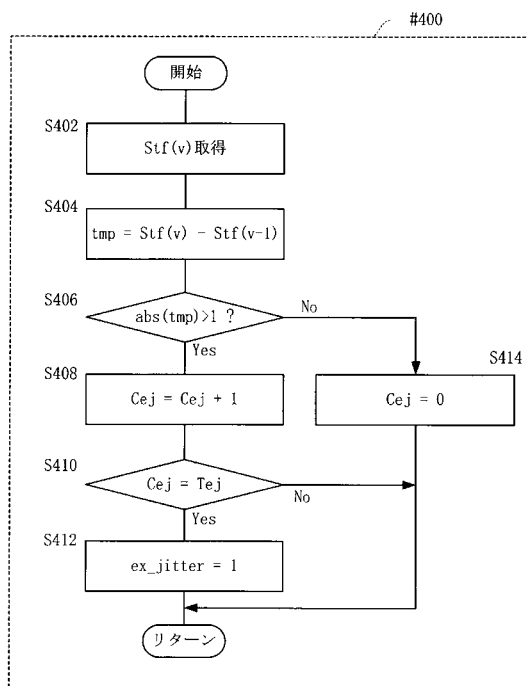 #400
開始
S402
Stf(v)取得
S404
tmp = Stf(v) - Stf(v-1)
S406
abs(tmp)>1 ?
No
Yes
S408
Cej = Cej + 1
S414
Cej = 0
S410
Cej = Tej
No
Yes
S412
ex_jitter = 1
リターン